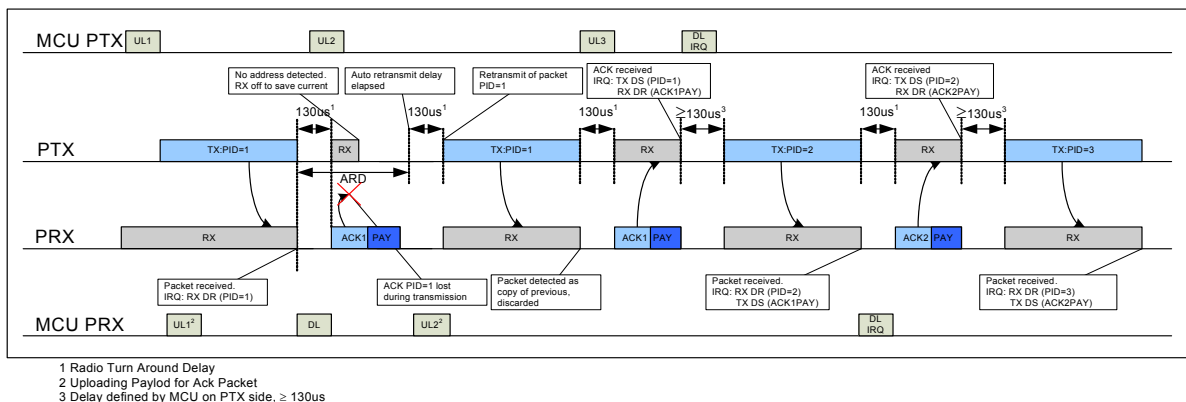 MCU PTX
UL1
UL2
UL3
DL
IRQ
No address detected.
RX off to save current
Auto retransmit delay
elapsed
Retransmit of packet
PID=1
ACK received
IRQ: TX DS (PID=1)
RX DR (ACK1PAY)
ACK received
IRQ: TX DS (PID=2)
RX DR (ACK2PAY)
130us1
130us1
130us1
≥130us3
130us1
≥130us3
PTX
TX:PID=1
RX
TX:PID=1
RX
TX:PID=2
RX
TX:PID=3
ARD
PRX
RX
ACK1
PAY
RX
ACK1
PAY
RX
ACK2
PAY
RX
Packet received.
IRQ: RX DR (PID=1)
ACK PID=1 lost
during transmission
Packet detected as
copy of previous,
discarded
Packet received.
IRQ: RX DR (PID=2)
TX DS (ACK1PAY)
Packet received.
IRQ: RX DR (PID=3)
TX DS (ACK2PAY)
MCU PRX
UL12
DL
UL22
DL
IRQ
1 Radio Turn Around Delay
2 Uploading Paylod for Ack Packet
3 Delay defined by MCU on PTX side, ≥ 130us